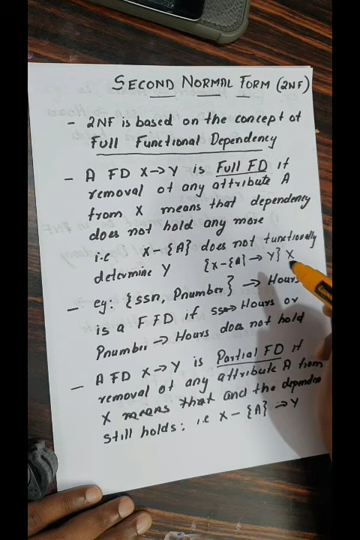 SECOND NORMAL FORM (2NF)
- 2NF is based on the concept of
Full Functional Dependency
- A FD X→Y is Full FD if
removal of any attribute A
from X means that dependency
does not hold any more
i.e X-{A} does not functionally
determine Y {X-{A} → Y} X
- eg: {ssn, Pnumber} → Hours
is a FFD if ssn→Hours or
Pnumber → Hours does not hold
- A FD X→Y is Partial FD if
removal of any attribute A from
X means that and the dependen
still holds: i.e X-{A} → Y